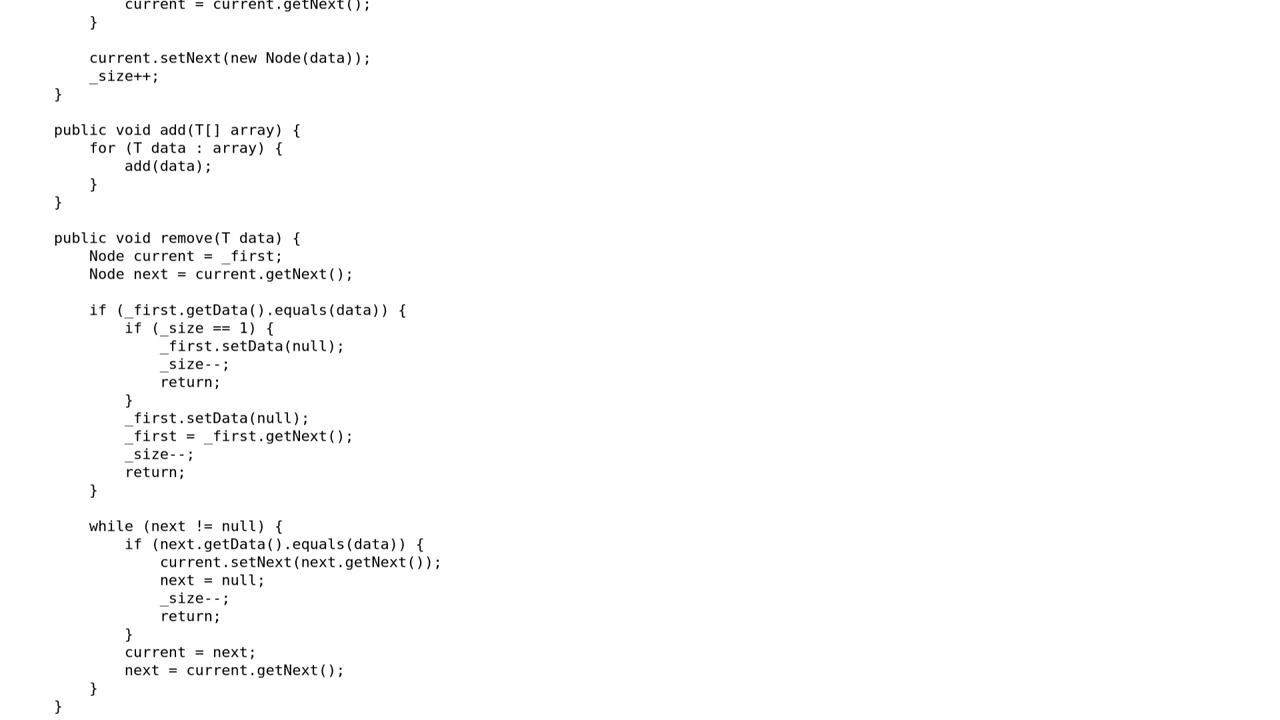 current = current.getNext();
        }

        current.setNext(new Node(data));
        _size++;
    }

    public void add(T[] array) {
        for (T data : array) {
            add(data);
        }
    }

    public void remove(T data) {
        Node current = _first;
        Node next = current.getNext();

        if (_first.getData().equals(data)) {
            if (_size == 1) {
                _first.setData(null);
                _size--;
                return;
            }
            _first.setData(null);
            _first = _first.getNext();
            _size--;
            return;
        }

        while (next != null) {
            if (next.getData().equals(data)) {
                current.setNext(next.getNext());
                next = null;
                _size--;
                return;
            }
            current = next;
            next = current.getNext();
        }
    }